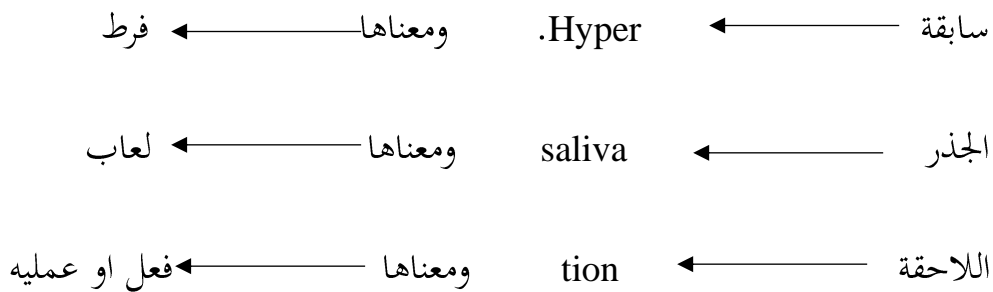 سابقة Hyper. ومعناها فرط
الجذر saliva ومعناها لعاب
اللاحقة tion ومعناها فعل او عمليه